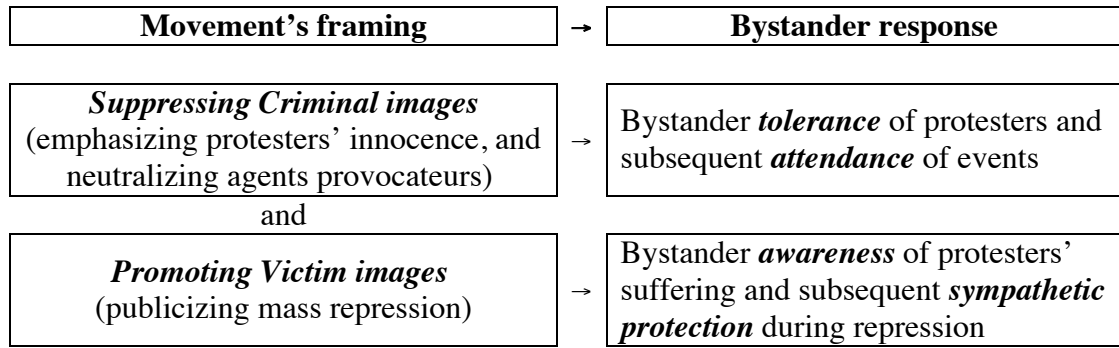 Movement's framing → Bystander response
Suppressing Criminal images
(emphasizing protesters' innocence, and
neutralizing agents provocateurs)
→
Bystander tolerance of protesters and
subsequent attendance of events
and
Promoting Victim images
(publicizing mass repression)
→
Bystander awareness of protesters'
suffering and subsequent sympathetic
protection during repression